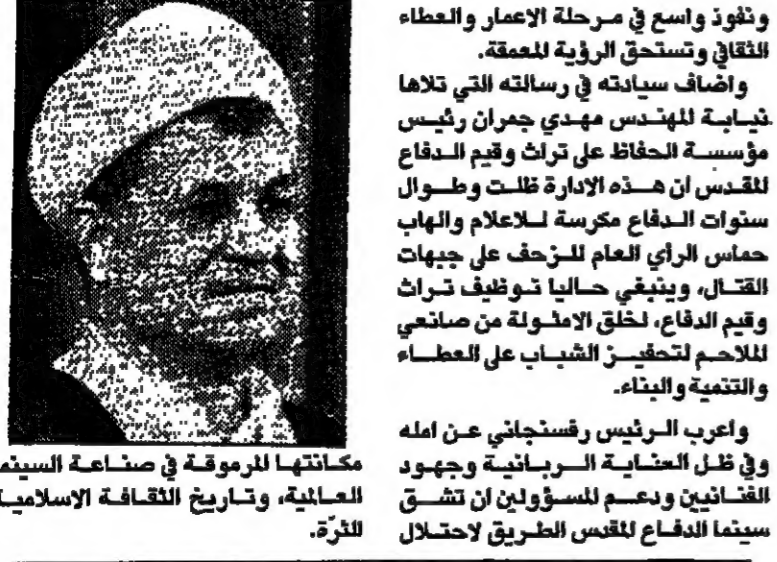 ونفوذ واسع في مرحلة الاعمار والعطاء
الثقافي وتستحق الرؤية المعمقة.
واضاف سيادته في رسالته التي تلاها
نيابة المهندس مهدي جمران رئيس
مؤسسة الحفاظ على تراث وقيم الدفاع
المقدس ان هذه الادارة ظلت وطوال
سنوات الدفاع مكرسة للاعلام والهاب
حماس الرأي العام للزحف على جبهات
القتال، وينبغي حاليا توظيف تراث
وقيم الدفاع، لخلق الامثولة من صانعي
الملاحم لتحفيز الشباب على العطاء
والتنمية والبناء.
واعرب الرئيس رفسنجاني عن امله
وفي ظل العناية الربانية وجهود
الفنانيين ودعم المسؤولين ان تشق
سينما الدفاع المقدس الطريق لاحتلال
مكانتها المرموقة في صناعة السينم
العالمية، وتاريخ الثقافة الاسلاميـ
الثرّة.